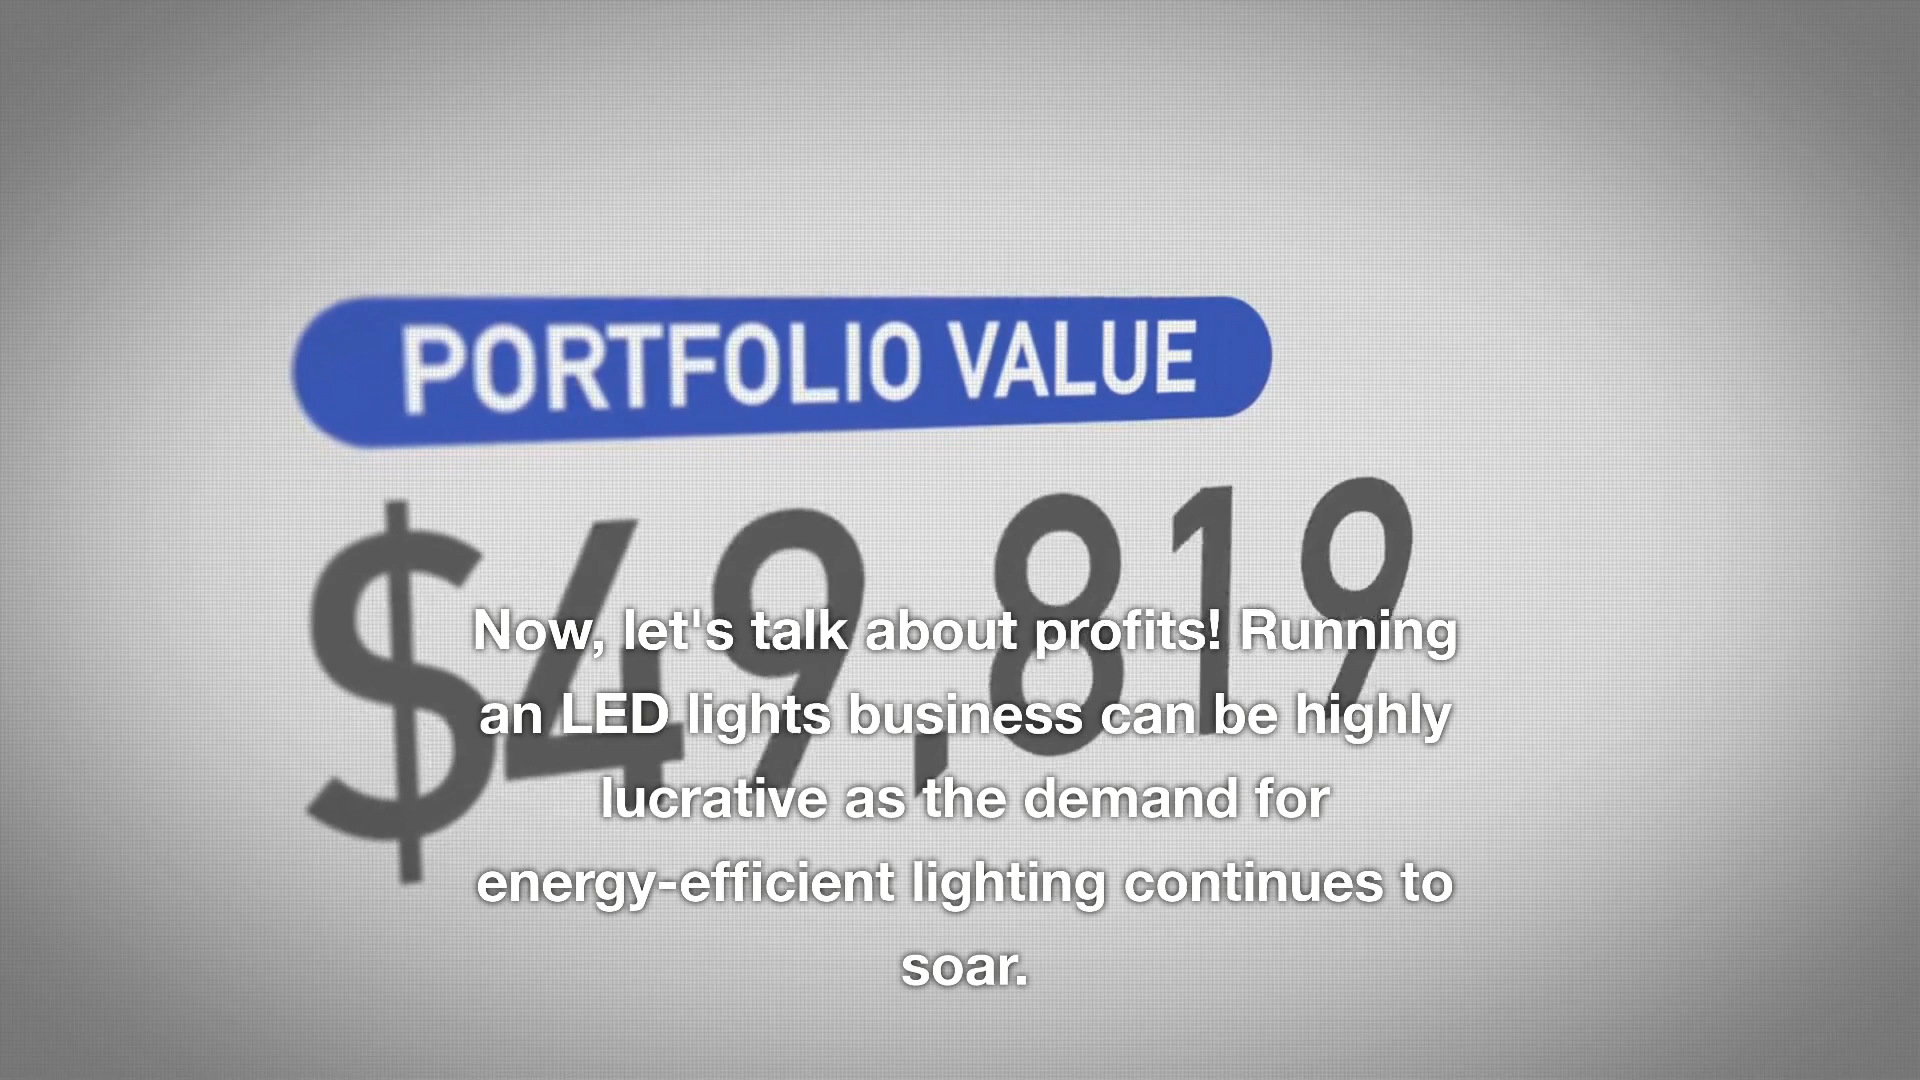 PORTFOLIO VALUE
$49,819
Now, let's talk about profits! Running
an LED lights business can be highly
lucrative as the demand for
energy-efficient lighting continues to
soar.